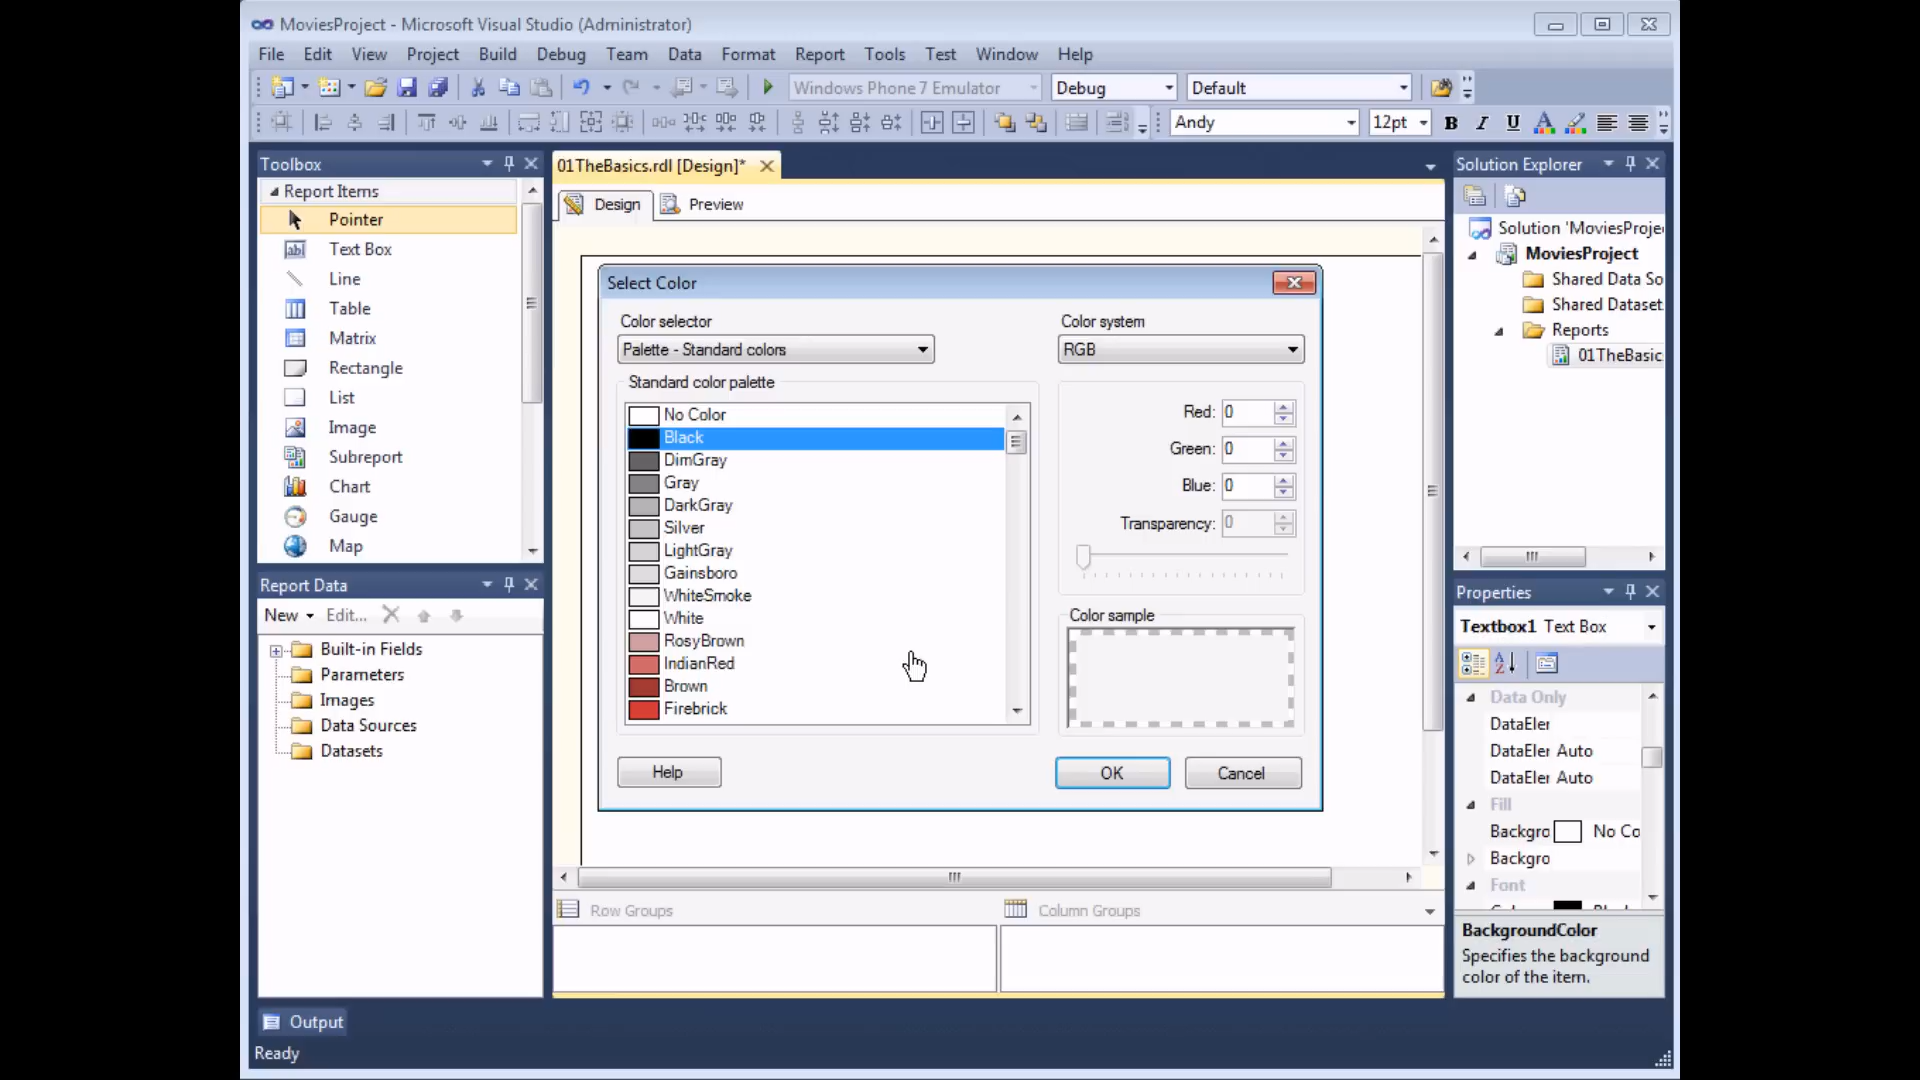 MoviesProject - Microsoft Visual Studio (Administrator)
File Edit View Project Build Debug Team Data Format Report Tools Test Window Help
Windows Phone 7 Emulator Debug Default
Andy 12pt B I U A
Toolbox
Report Items
Pointer
Text Box
Line
Table
Matrix
Rectangle
List
Image
Subreport
Chart
Gauge
Map
Report Data
New Edit...
Built-in Fields
Parameters
Images
Data Sources
Datasets
01TheBasics.rdl [Design]*
Design Preview
Select Color
Color selector
Palette - Standard colors
Standard color palette
No Color
Black
DimGray
Gray
DarkGray
Silver
LightGray
Gainsboro
WhiteSmoke
White
RosyBrown
IndianRed
Brown
Firebrick
Color system
RGB
Red: 0
Green: 0
Blue: 0
Transparency: 0
Color sample
Help OK Cancel
Row Groups Column Groups
Solution Explorer
Solution 'MoviesProje
MoviesProject
Shared Data So
Shared Dataset
Reports
01TheBasic
Properties
Textbox1 Text Box
Data Only
DataEler
DataEler Auto
DataEler Auto
Fill
Backgro No Co
Backgro
Font
BackgroundColor
Specifies the background
color of the item.
Output
Ready